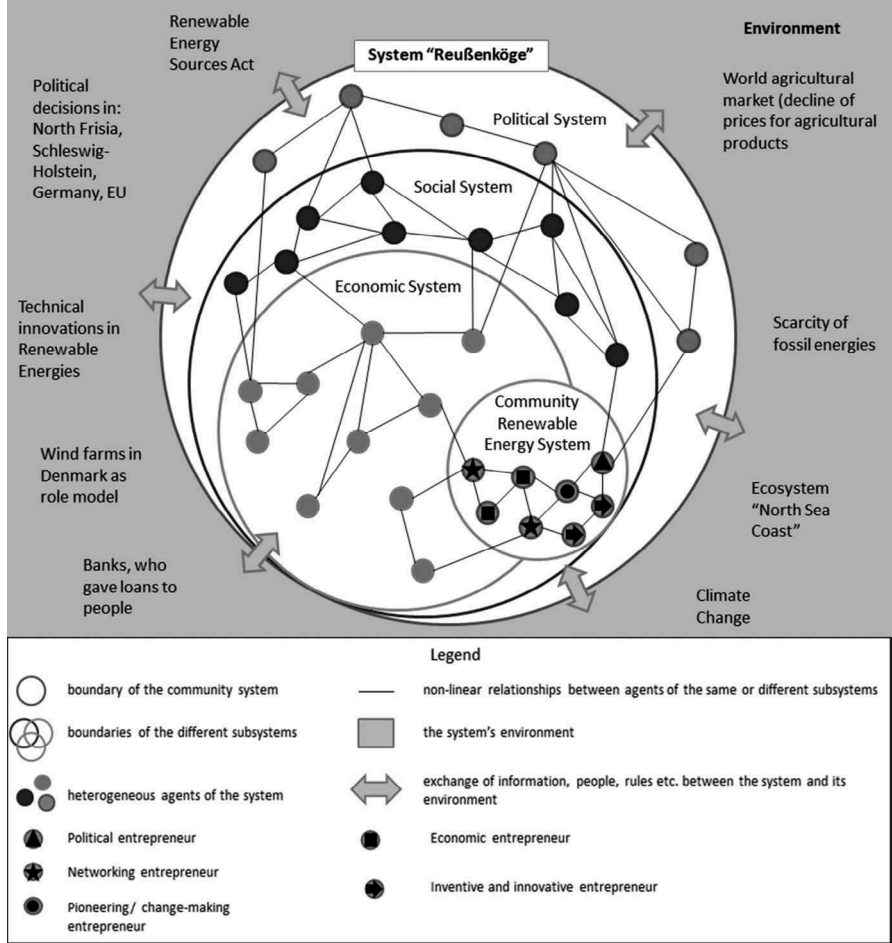 Renewable
Energy
Sources Act
System “Reußenköge”
Environment
Political
decisions in:
North Frisia,
Schleswig-
Holstein,
Germany, EU
World agricultural
market (decline of
prices for agricultural
products
Political System
Social System
Economic System
Technical
innovations in
Renewable
Energies
Scarcity of
fossil energies
Community
Renewable
Energy System
Wind farms in
Denmark as
role model
Ecosystem
“North Sea
Coast”
Banks, who
gave loans to
people
Climate
Change
Legend
boundary of the community system
non-linear relationships between agents of the same or different subsystems
boundaries of the different subsystems
the system’s environment
heterogeneous agents of the system
exchange of information, people, rules etc. between the system and its
environment
Political entrepreneur
Economic entrepreneur
Networking entrepreneur
Inventive and innovative entrepreneur
Pioneering/ change-making
entrepreneur